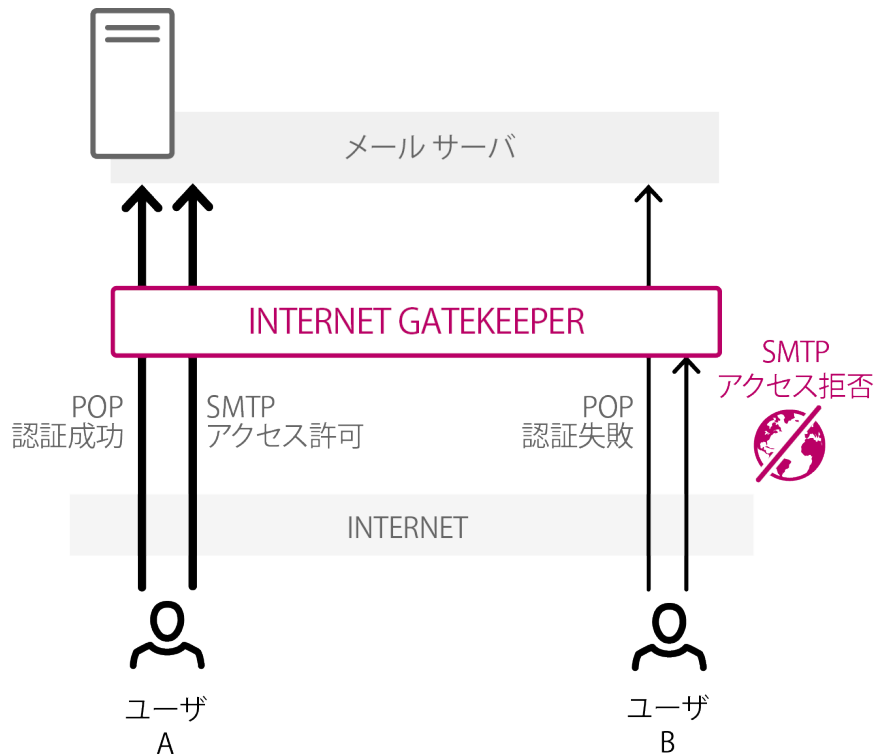 メール サーバ
INTERNET GATEKEEPER
SMTP
アクセス拒否
POP
認証成功
SMTP
アクセス許可
POP
認証失敗
INTERNET
ユーザ
A
ユーザ
B